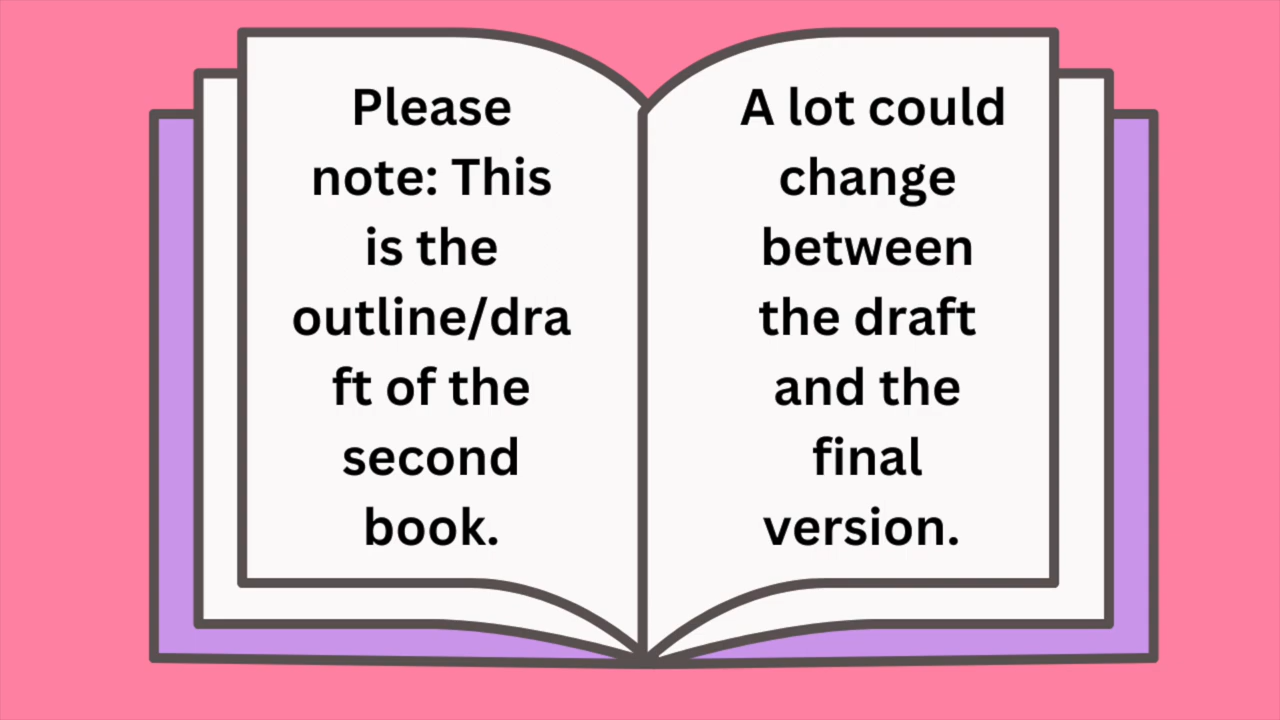 Please
note: This
is the
outline/dra
ft of the
second
book.
A lot could
change
between
the draft
and the
final
version.